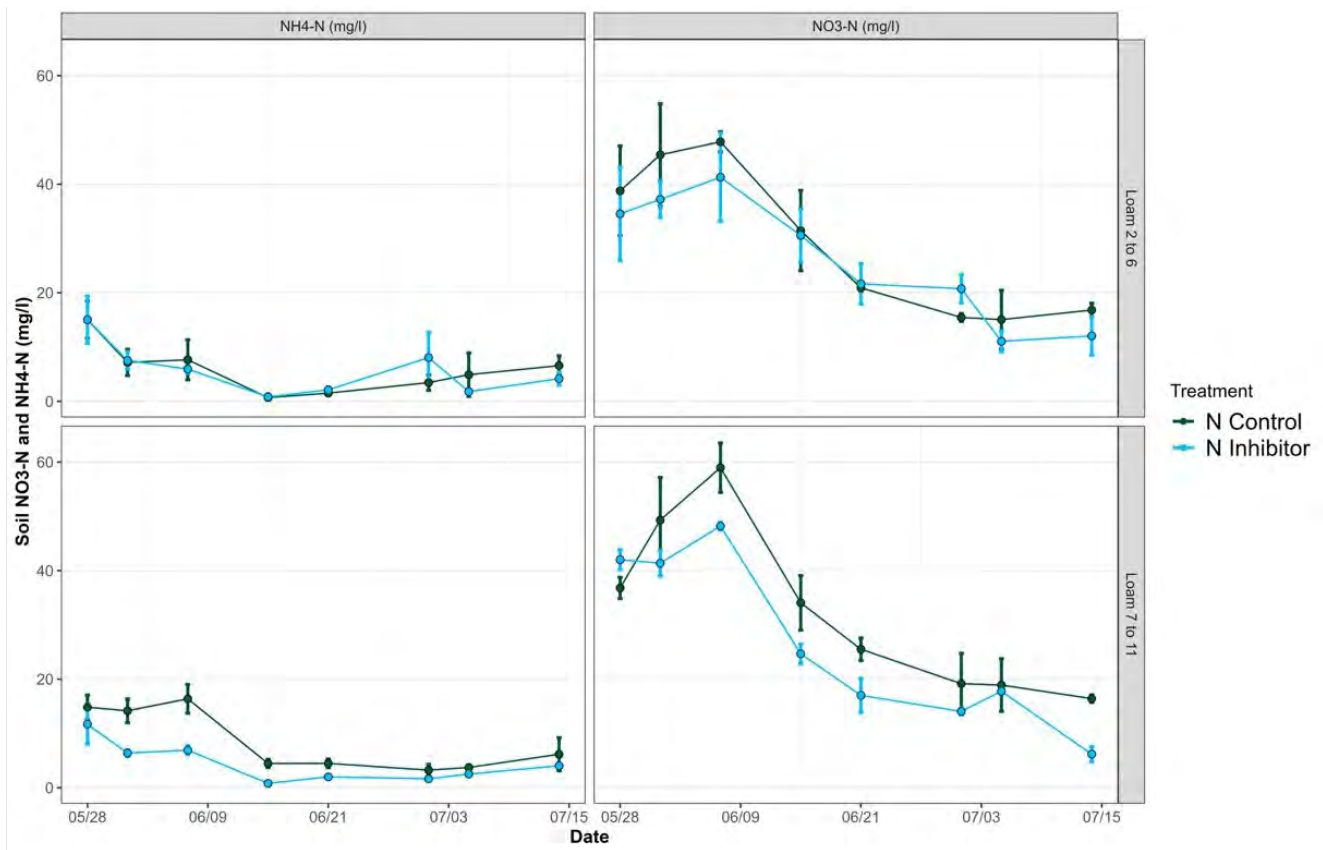 NH4-N (mg/l)
NO3-N (mg/l)
60
40
20
0
Loam 2 to 6
60
40
20
0
Loam 7 to 11
Soil NO3-N and NH4-N (mg/l)
05/28
06/09
06/21
07/03
07/15
05/28
06/09
06/21
07/03
07/15
Date
Treatment
N Control
N Inhibitor